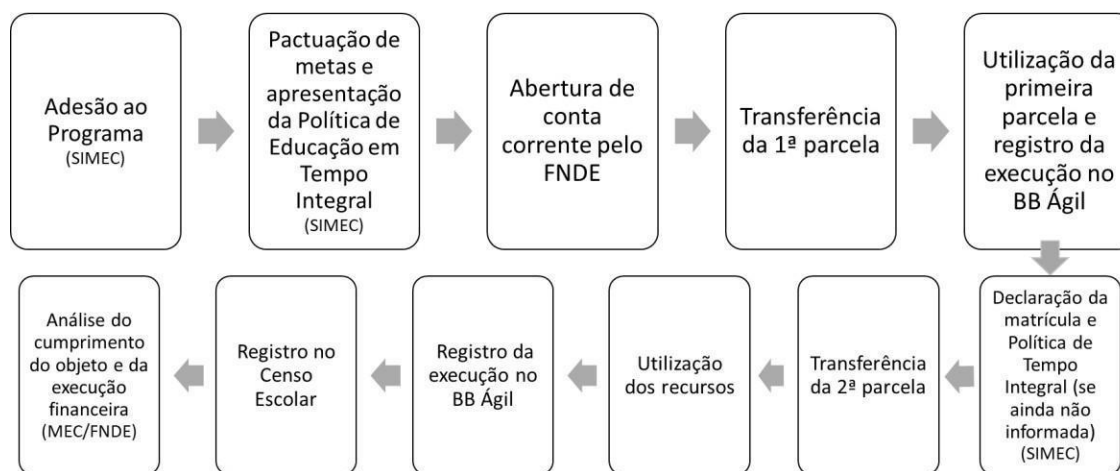 Adesão ao
Programa
(SIMEC)
Pactuação de
metas e
apresentação
da Política de
Educação em
Tempo
Integral
(SIMEC)
Abertura de
conta
corrente pelo
FNDE
Transferência
da 1ª parcela
Utilização da
primeira
parcela e
registro da
execução no
BB Ágil
Declaração da
matrícula e
Política de
Tempo
Integral (se
ainda não
informada)
(SIMEC)
Transferência
da 2ª parcela
Utilização
dos recursos
Registro da
execução no
BB Ágil
Registro no
Censo
Escolar
Análise do
cumprimento
do objeto e da
execução
financeira
(MEC/FNDE)